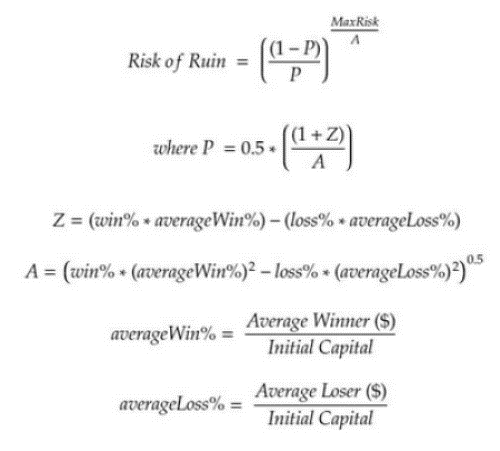 Risk of Ruin = (((1 – P))/P)^(MaxRisk/A)
where P = 0.5 * (((1 + Z))/A)
Z = (win% * averageWin%) – (loss% * averageLoss%)
A = (win% * (averageWin%)² – loss% * (averageLoss%)²)^0.5
averageWin% = Average Winner ($) / Initial Capital
averageLoss% = Average Loser ($) / Initial Capital